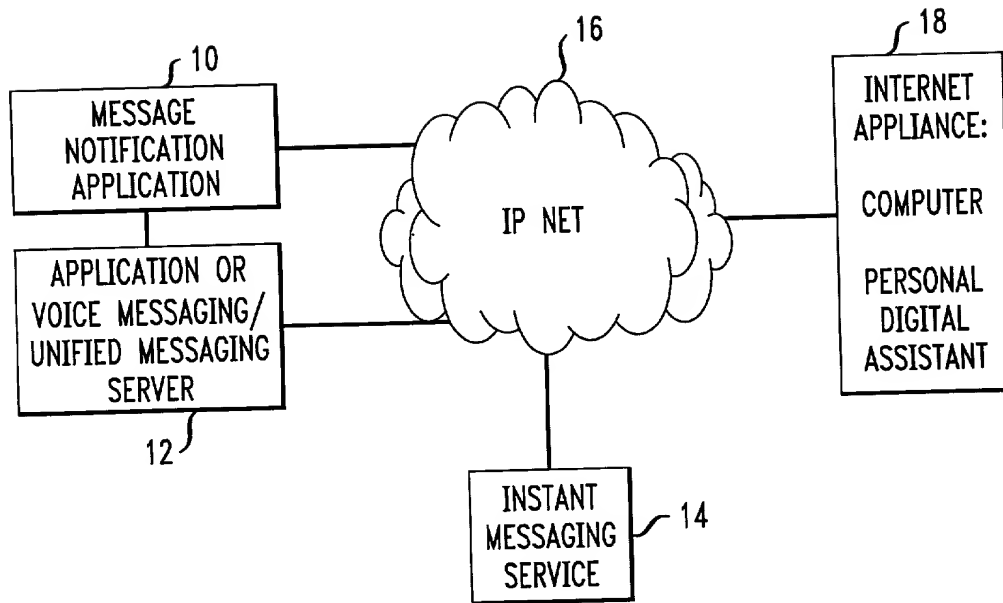 10
MESSAGE
NOTIFICATION
APPLICATION
APPLICATION OR
VOICE MESSAGING/
UNIFIED MESSAGING
SERVER
12
16
IP NET
INSTANT
MESSAGING
SERVICE
14
18
INTERNET
APPLIANCE:
COMPUTER
PERSONAL
DIGITAL
ASSISTANT